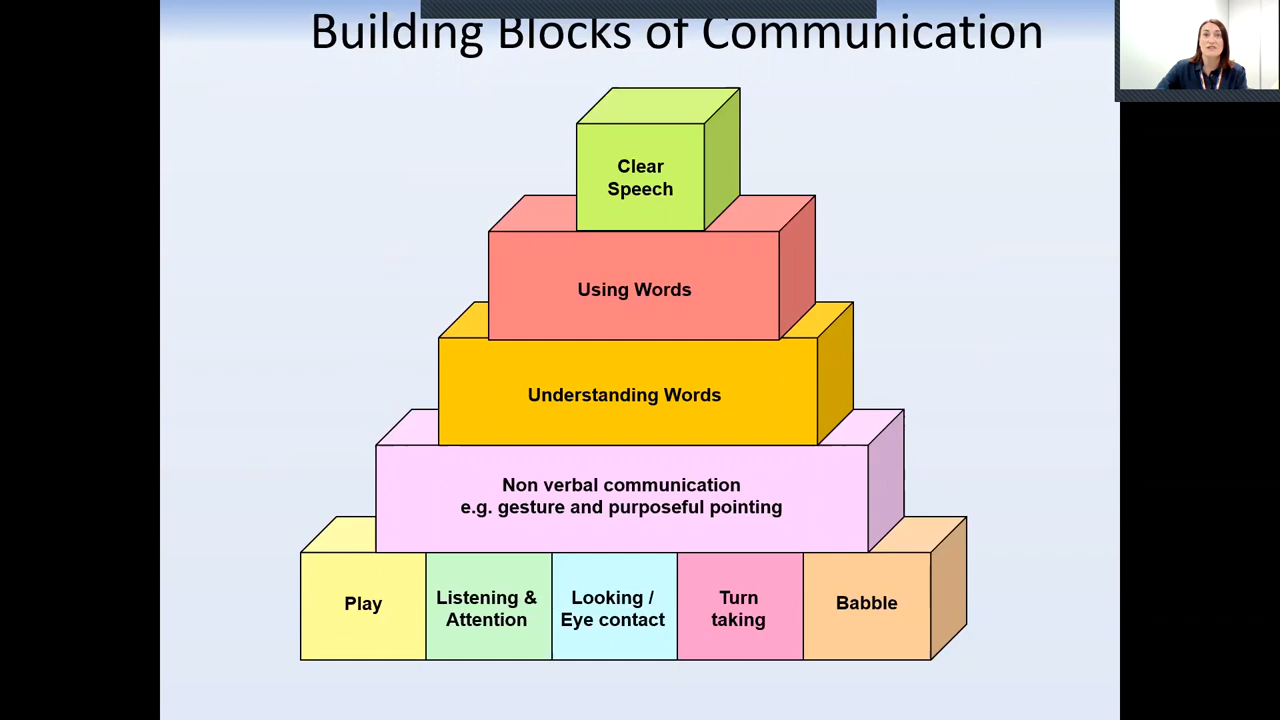 Building Blocks of Communication
Clear
Speech
Using Words
Understanding Words
Non verbal communication
e.g. gesture and purposeful pointing
Play
Listening &
Attention
Looking /
Eye contact
Turn
taking
Babble